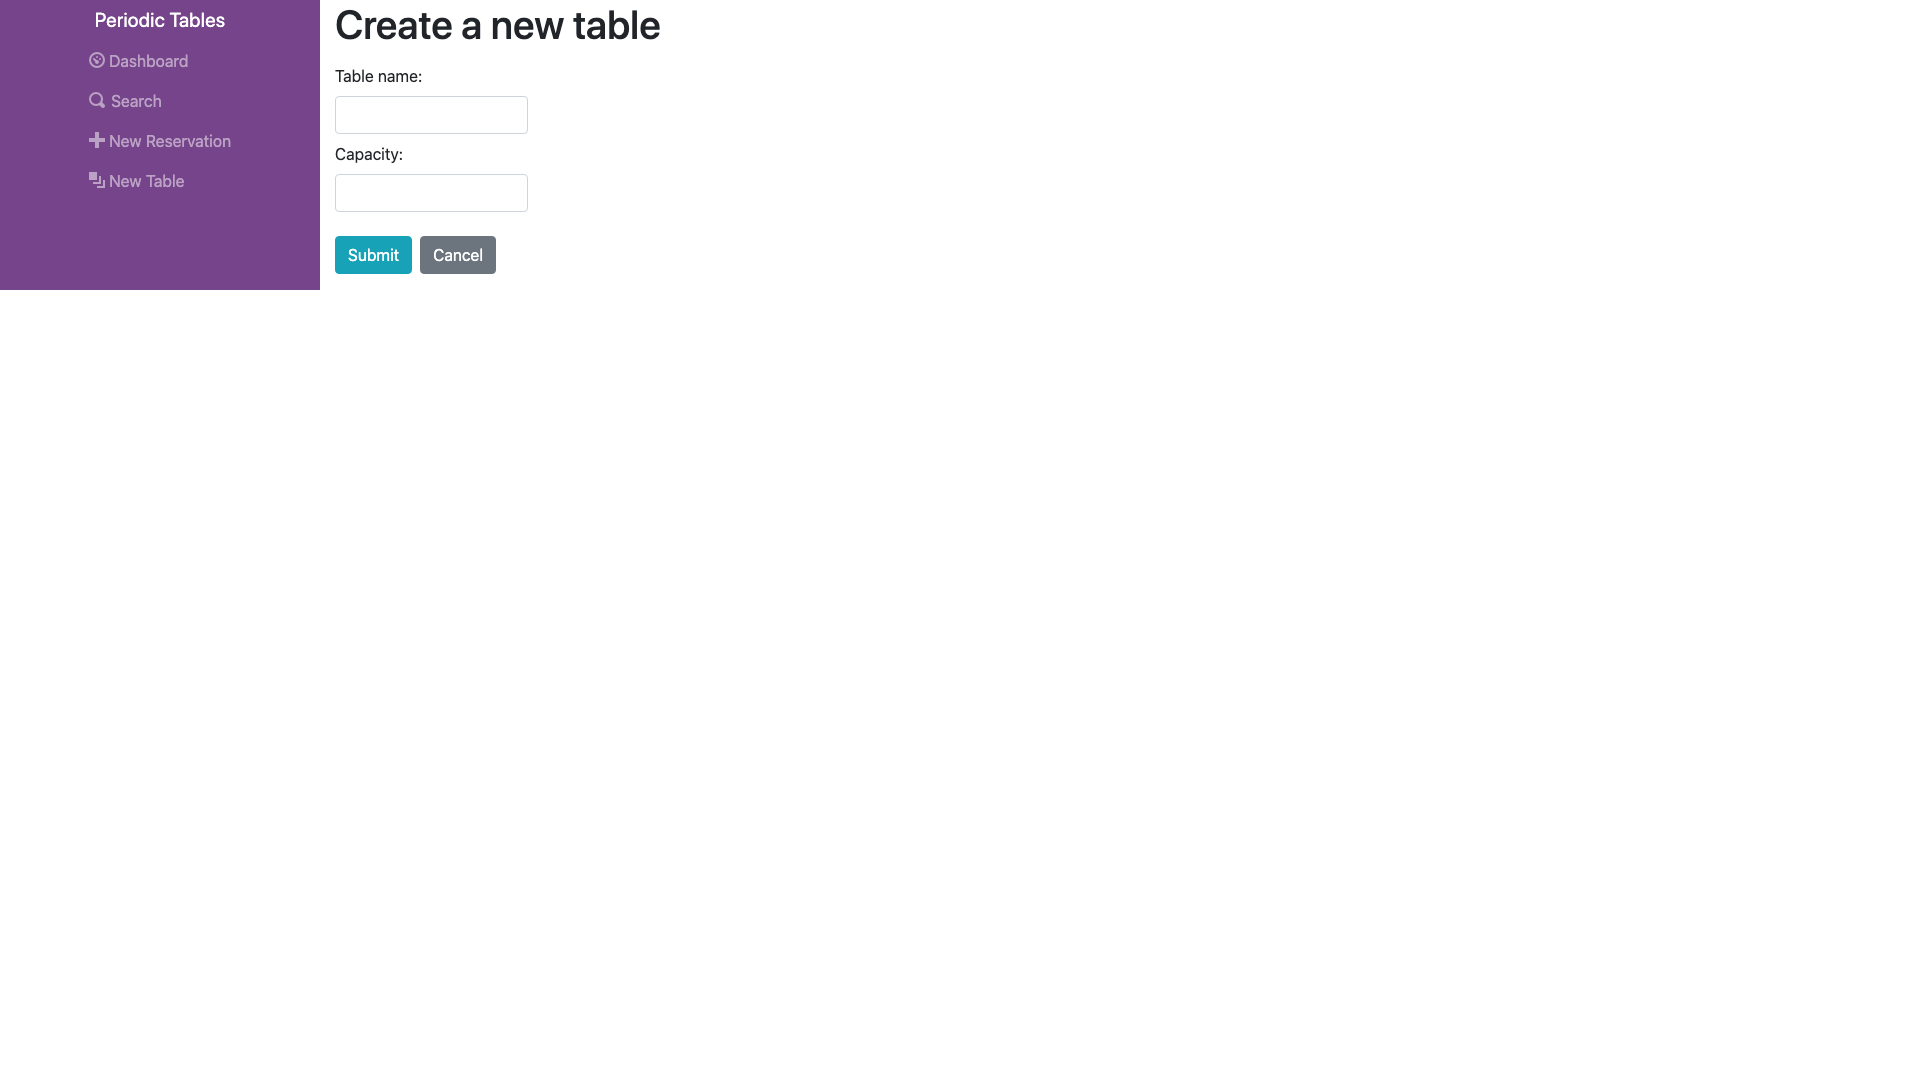 Periodic Tables
Dashboard
Search
New Reservation
New Table
Create a new table
Table name:
Capacity:
Submit
Cancel